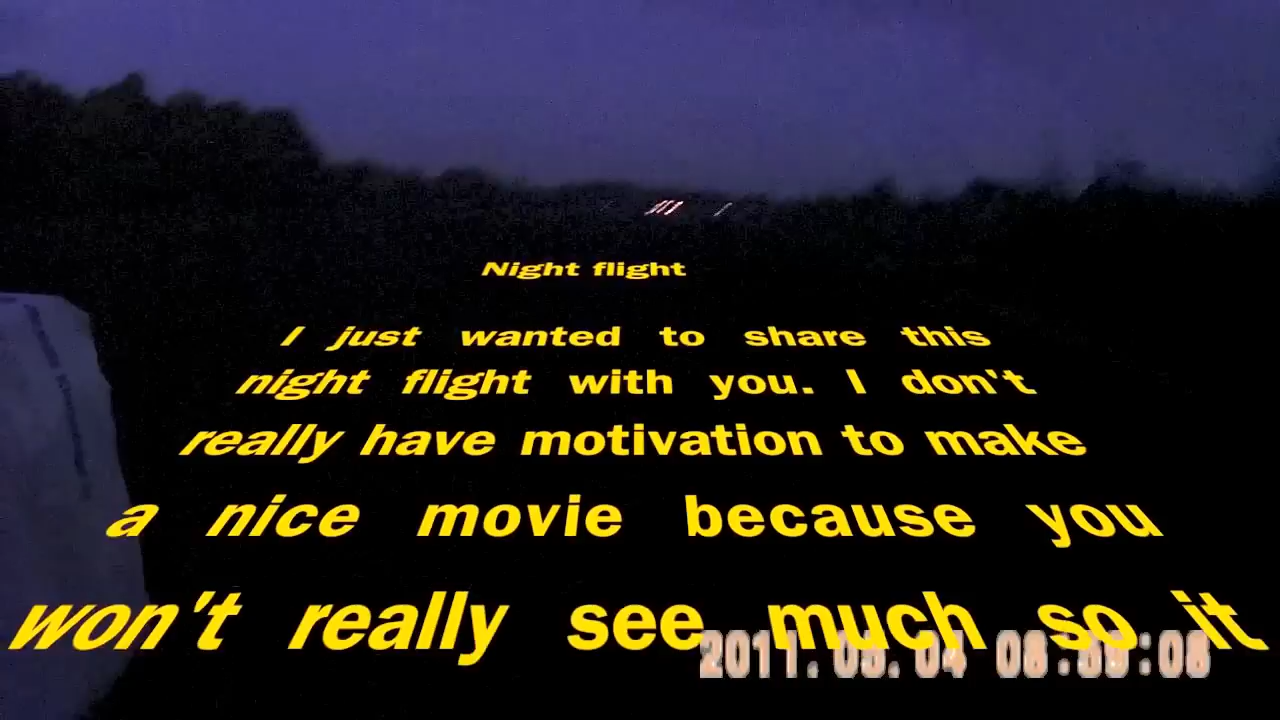 Night flight
I just wanted to share this
night flight with you. I don't
really have motivation to make
a nice movie because you
won't really see much so it